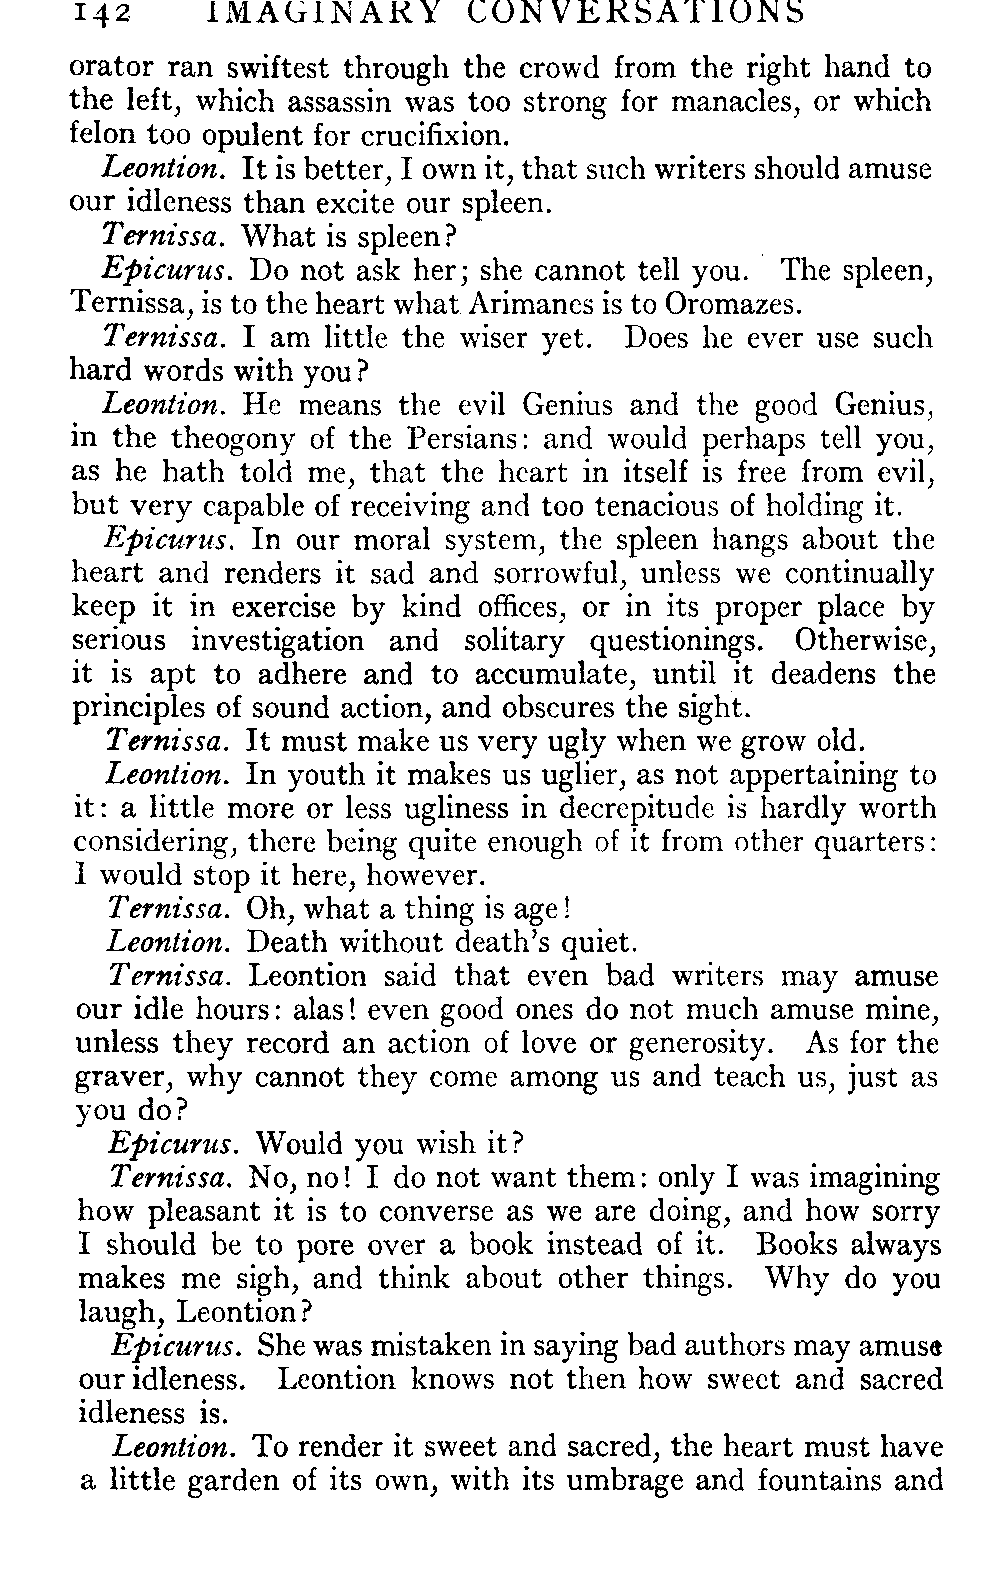 142 IMAGINARY CONVERSATIONS
orator ran swiftest through the crowd from the right hand to
the left, which assassin was too strong for manacles, or which
felon too opulent for crucifixion.
Leontion. It is better, I own it, that such writers should amuse
our idleness than excite our spleen.
Ternissa. What is spleen?
Epicurus. Do not ask her; she cannot tell you. The spleen,
Ternissa, is to the heart what Arimanes is to Oromazes.
Ternissa. I am little the wiser yet. Does he ever use such
hard words with you?
Leontion. He means the evil Genius and the good Genius,
in the theogony of the Persians: and would perhaps tell you,
as he hath told me, that the heart in itself is free from evil,
but very capable of receiving and too tenacious of holding it.
Epicurus. In our moral system, the spleen hangs about the
heart and renders it sad and sorrowful, unless we continually
keep it in exercise by kind offices, or in its proper place by
serious investigation and solitary questionings. Otherwise,
it is apt to adhere and to accumulate, until it deadens the
principles of sound action, and obscures the sight.
Ternissa. It must make us very ugly when we grow old.
Leontion. In youth it makes us uglier, as not appertaining to
it: a little more or less ugliness in decrepitude is hardly worth
considering, there being quite enough of it from other quarters:
I would stop it here, however.
Ternissa. Oh, what a thing is age!
Leontion. Death without death's quiet.
Ternissa. Leontion said that even bad writers may amuse
our idle hours: alas! even good ones do not much amuse mine,
unless they record an action of love or generosity. As for the
graver, why cannot they come among us and teach us, just as
you do?
Epicurus. Would you wish it?
Ternissa. No, no! I do not want them: only I was imagining
how pleasant it is to converse as we are doing, and how sorry
I should be to pore over a book instead of it. Books always
makes me sigh, and think about other things. Why do you
laugh, Leontion?
Epicurus. She was mistaken in saying bad authors may amuse
our idleness. Leontion knows not then how sweet and sacred
idleness is.
Leontion. To render it sweet and sacred, the heart must have
a little garden of its own, with its umbrage and fountains and